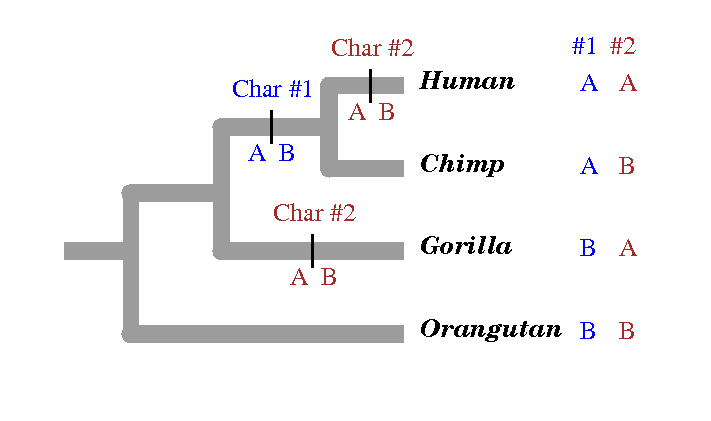 #1 #2
Char #2
Human A A
Char #1
A B
A B
Chimp A B
Char #2
Gorilla B A
A B
Orangutan B B